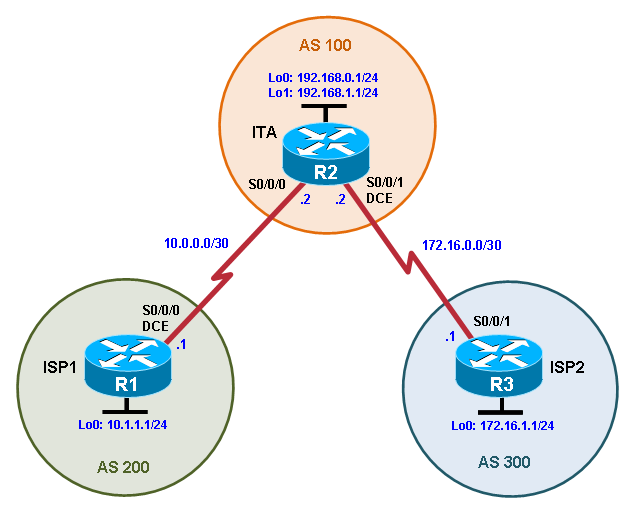 AS 100
Lo0: 192.168.0.1/24
Lo1: 192.168.1.1/24
ITA
R2
S0/0/0
S0/0/1
DCE
.2
.2
10.0.0.0/30
172.16.0.0/30
S0/0/0
DCE
.1
ISP1
R1
Lo0: 10.1.1.1/24
AS 200
S0/0/1
.1
ISP2
R3
Lo0: 172.16.1.1/24
AS 300